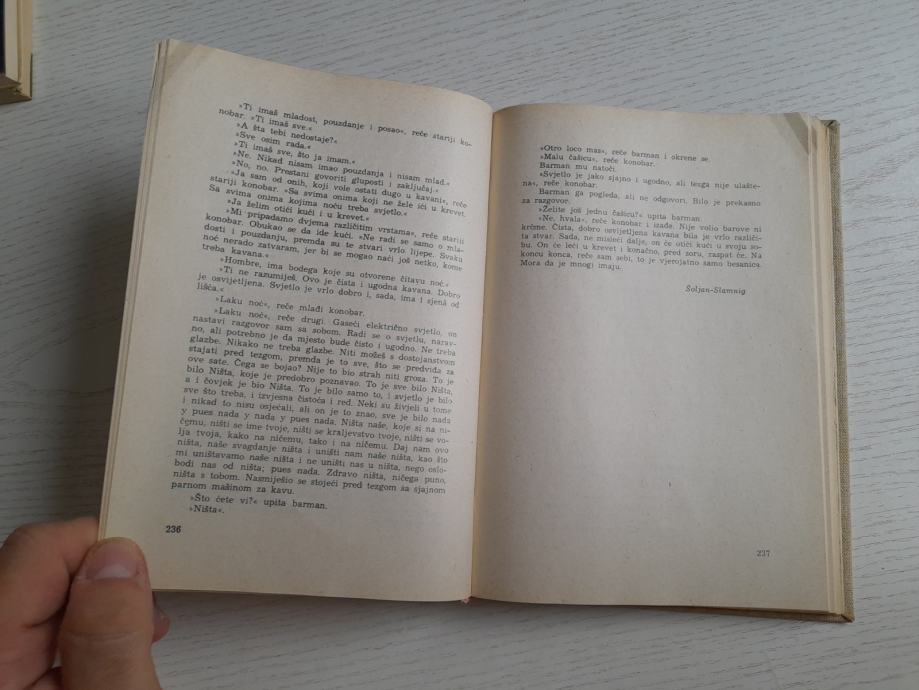 »Ti imaš mladost, pouzdanje i posao«, reče stariji ko-
nobar. »Ti imaš sve.«
»A šta tebi nedostaje?«
»Sve osim rada.«
»Ti imaš sve, što ja imam.«
»Ne. Nikad nisam imao pouzdanja i nisam mlad.«
»No, no. Prestani govoriti gluposti i zaključaj.«
»Ja sam od onih, koji vole ostati dugo u kavani«, reče
stariji konobar. »Sa svima onima koji ne žele ići u krevet.
Sa svima onima kojima noću treba svjetlo.«
»Ja želim otići kući i u krevet.«
»Mi pripadamo dvjema različitim vrstama«, reče stariji
konobar. Obukao se da ide kući. »Ne radi se samo o mla-
dosti i pouzdanju, premda su te stvari vrlo lijepe. Svaku
noć nerado zatvaram, jer bi se mogao naći još netko, kome
treba kavana.«
»Hombre, ima bodega koje su otvorene čitavu noć.«
»Ti ne razumiješ. Ovo je čista i ugodna kavana. Dobro
je osvijetljena. Svjetlo je vrlo dobro i, sada, ima i sjena od
lišća.«
»Laku noć«, reče mlađi konobar.
»Laku noć«, reče drugi. Gaseći električno svjetlo, on
nastavi razgovor sam sa sobom. Radi se o svjetlu, narav-
no, ali potrebno je da mjesto bude čisto i ugodno. Ne treba
glazbe. Nikako ne treba glazbe. Niti možeš s dostojanstvom
stajati pred tezgom, premda je to sve, što se predviđa za
ove sate. Čega se bojao? Nije to bio strah niti groza. To je
bilo Ništa, koje je predobro poznavao. To je sve bilo Ništa,
a i čovjek je bio Ništa. To je bilo samo to, i svjetlo je bilo
sve što treba, i izvjesna čistoća i red. Neki su živjeli u tome
i nikad to nisu osjećali, ali on je to znao, sve je bilo nada
y pues nada y nada y pues nada. Ništa naše, koje si na ni-
čemu, ništi se ime tvoje, ništi se kraljevstvo tvoje, ništi se vo-
lja tvoja, kako na ničemu, tako i na ničemu. Daj nam ovo
ništa, naše svagdanje ništa i uništi nam naše ništa, kao što
mi uništavamo naše ništa i ne uništi nas u ništa, nego oslo-
bodi nas od ništa; pues nada. Zdravo ništa, ničega puno,
ništa s tobom. Nasmiješio se stojeći pred tezgom sa sjajnom
parnom mašinom za kavu.
»Što ćete vi?« upita barman.
»Ništa«.
236
»Otro loco mas«, reče barman i okrene se.
»Malu čašicu«, reče konobar.
Barman mu natoči.
»Svjetlo je jako sjajno i ugodno, ali tezga nije ulašte-
na«, reče konobar.
Barman ga pogleda, ali ne odgovori. Bilo je prekasno
za razgovor.
»Želite još jednu čašicu?« upita barman.
»Ne, hvala«, reče konobar i izađe. Nije volio barove ni
krčme. Čista, dobro osvijetljena kavana bila je vrlo različi-
ta stvar. Sada, ne misleći dalje, on će otići kući u svoju so-
bu. On će leći u krevet i konačno, pred zoru, zaspat će. Na
koncu konca, reče sam sebi, to je vjerojatno samo besanica.
Mora da je mnogi imaju.
Šoljan-Slamnig
237